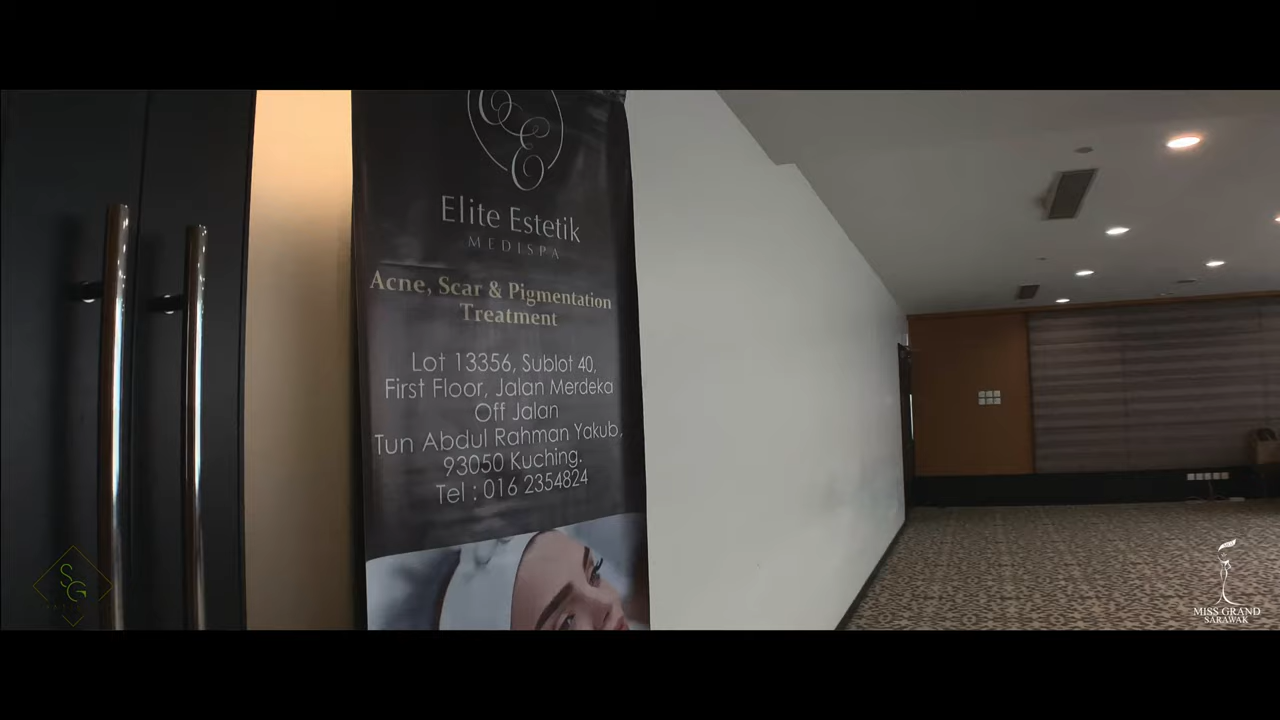 Elite Estetik
MEDISPA
Acne, Scar & Pigmentation
Treatment
Lot 13356, Sublot 40,
First Floor, Jalan Merdeka
Off Jalan
Tun Abdul Rahman Yakub,
93050 Kuching.
Tel : 016 2354824
SG
MISS GRAND
SARAWAK